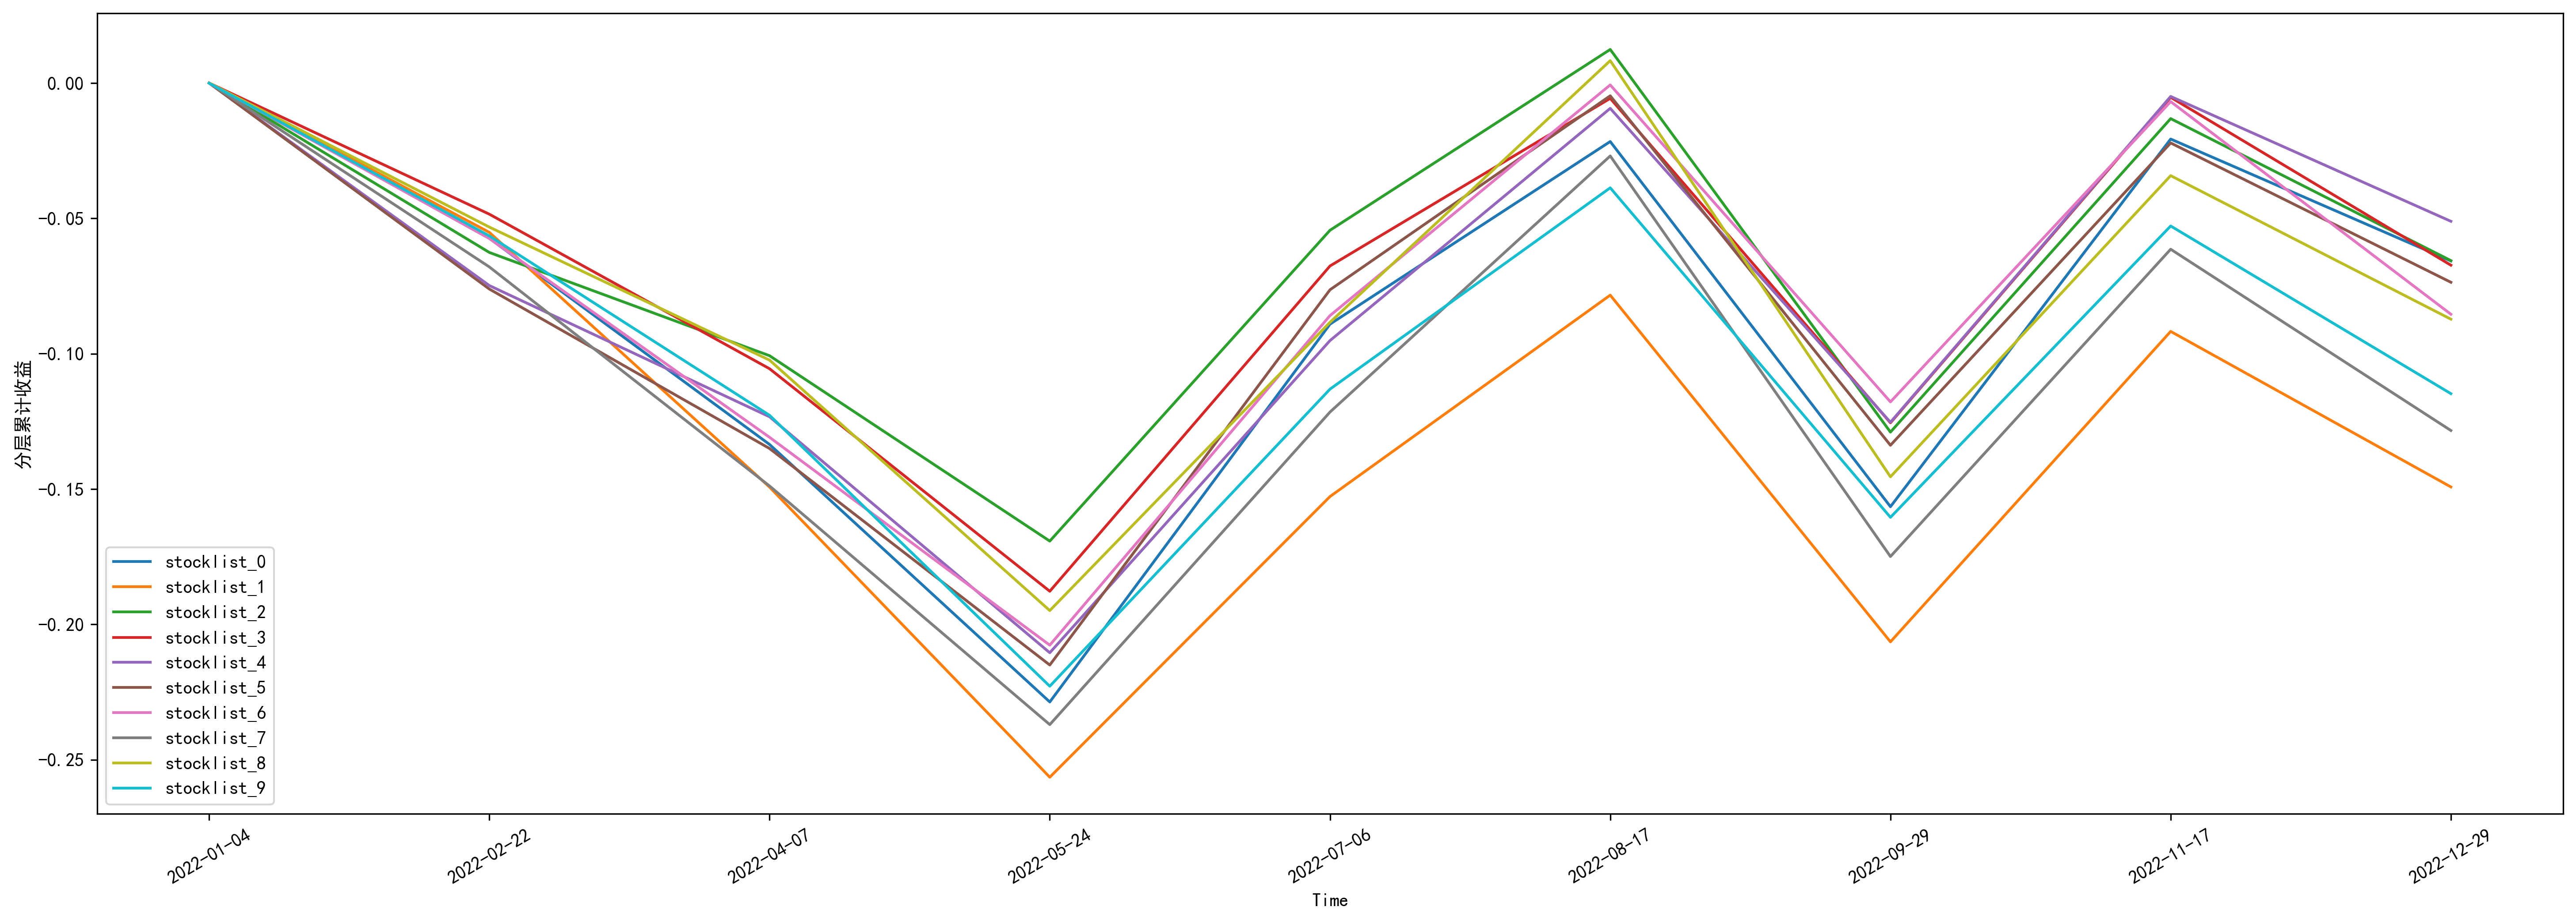 分层累计收益
0.00
-0.05
-0.10
-0.15
-0.20
-0.25
stocklist_0
stocklist_1
stocklist_2
stocklist_3
stocklist_4
stocklist_5
stocklist_6
stocklist_7
stocklist_8
stocklist_9
2022-01-04
2022-02-22
2022-04-07
2022-05-24
2022-07-06
2022-08-17
2022-09-29
2022-11-17
2022-12-29
Time